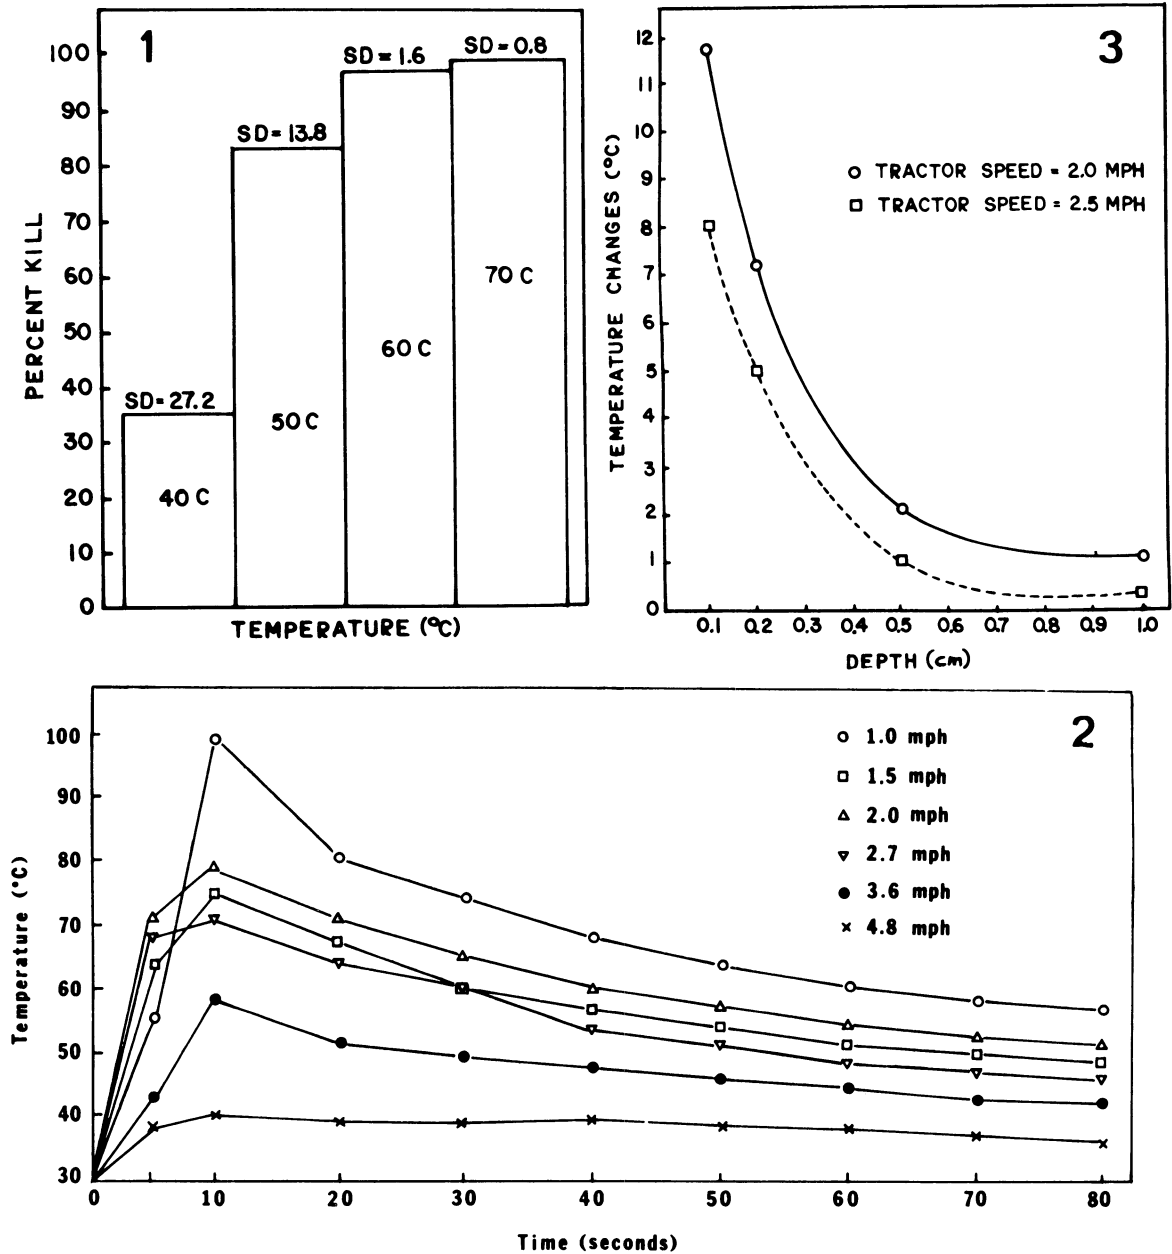 1
100
90
80
70
60
50
40
30
20
10
0
PERCENT KILL
SD=27.2
SD=13.8
SD=1.6
SD=0.8
40 C
50 C
60 C
70 C
TEMPERATURE (°C)
3
12
11
10
9
8
7
6
5
4
3
2
1
0
TEMPERATURE CHANGES (°C)
TRACTOR SPEED = 2.0 MPH
TRACTOR SPEED = 2.5 MPH
0.1 0.2 0.3 0.4 0.5 0.6 0.7 0.8 0.9 1.0
DEPTH (cm)
2
100
90
80
70
60
50
40
30
Temperature (°C)
1.0 mph
1.5 mph
2.0 mph
2.7 mph
3.6 mph
4.8 mph
0 10 20 30 40 50 60 70 80
Time (seconds)